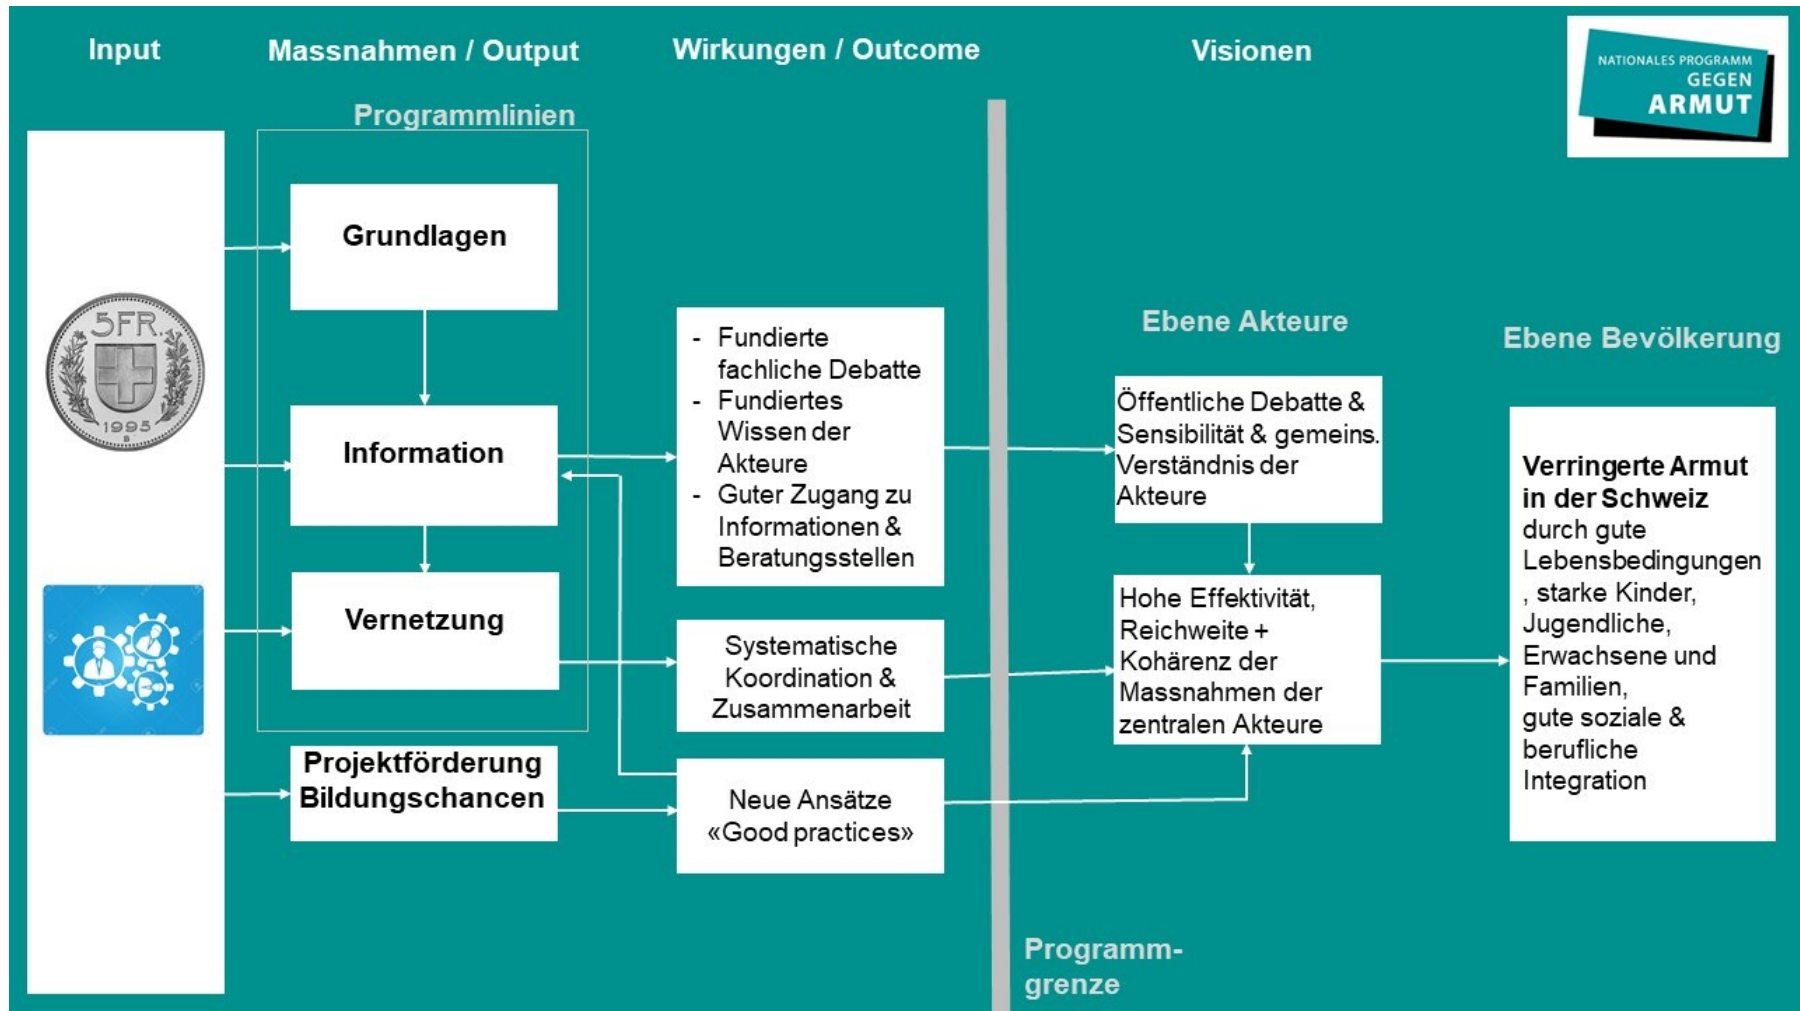 Input
Massnahmen / Output
Wirkungen / Outcome
Visionen
NATIONALES PROGRAMM
GEGEN
ARMUT
Programmlinien
Grundlagen
Information
Vernetzung
Projektförderung
Bildungschancen
5FR.
1995
B
- Fundierte
fachliche Debatte
- Fundiertes
Wissen der
Akteure
- Guter Zugang zu
Informationen &
Beratungsstellen
Systematische
Koordination &
Zusammenarbeit
Neue Ansätze
«Good practices»
Ebene Akteure
Öffentliche Debatte &
Sensibilität & gemeins.
Verständnis der
Akteure
Hohe Effektivität,
Reichweite +
Kohärenz der
Massnahmen der
zentralen Akteure
Ebene Bevölkerung
Verringerte Armut
in der Schweiz
durch gute
Lebensbedingungen
, starke Kinder,
Jugendliche,
Erwachsene und
Familien,
gute soziale &
berufliche
Integration
Programm-
grenze